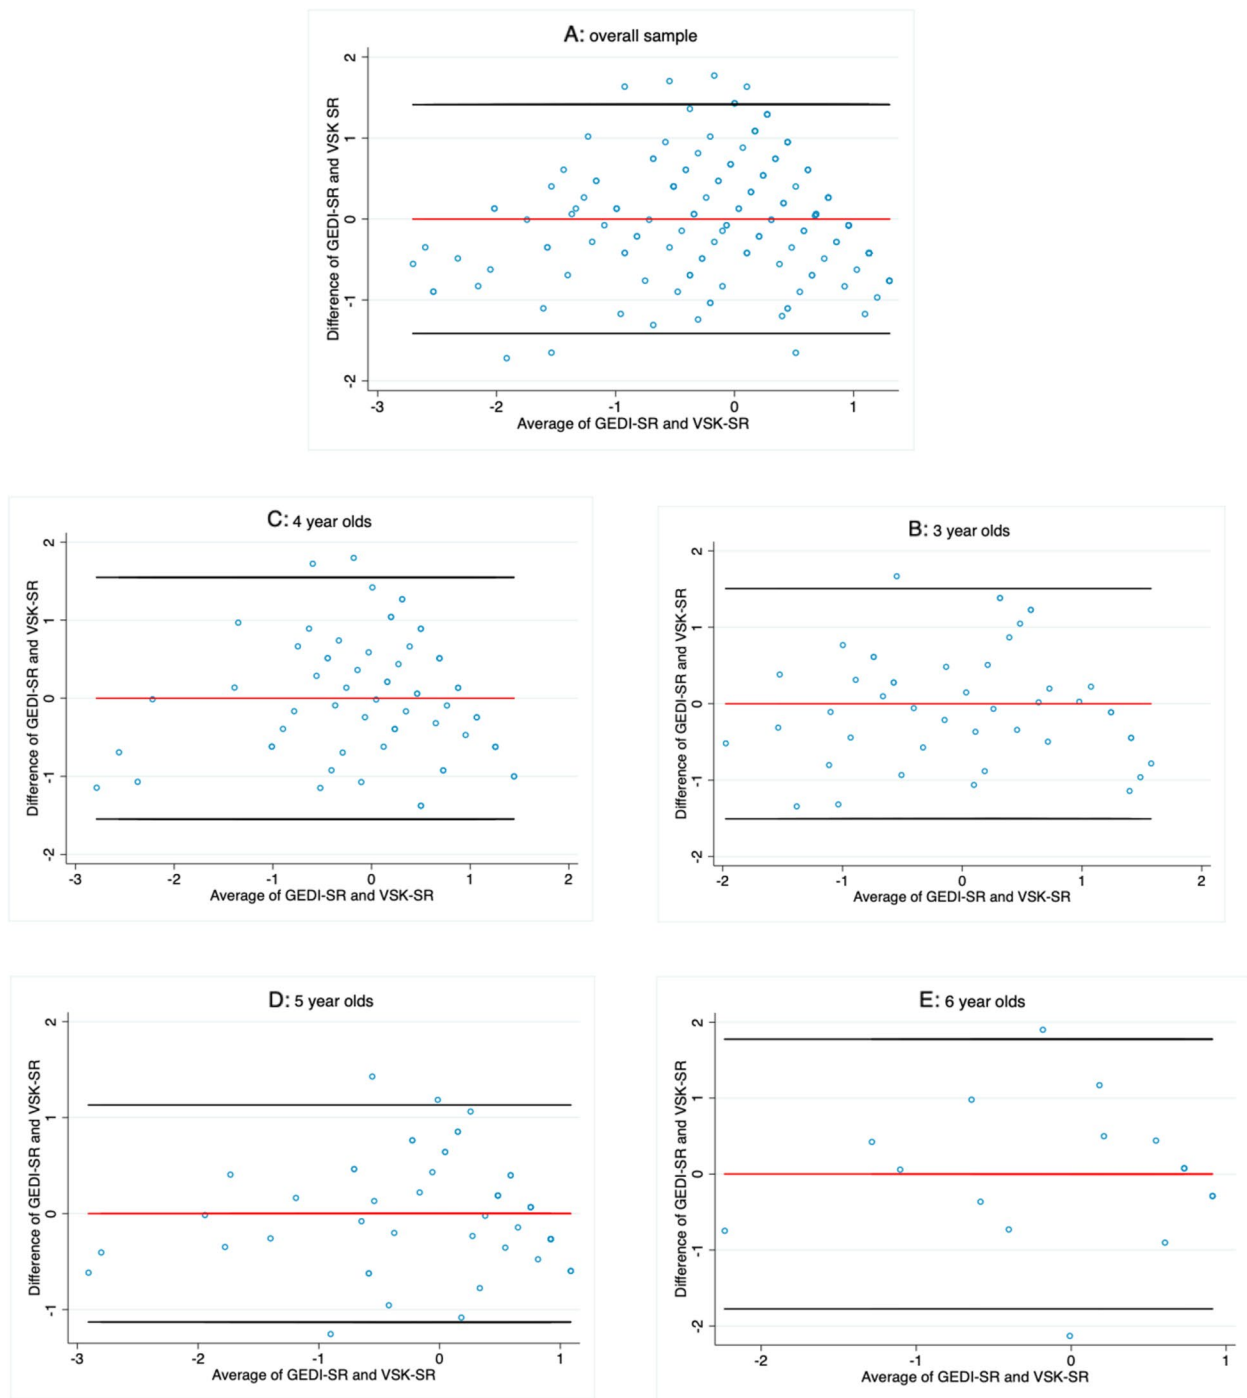 A: overall sample
Difference of GEDI-SR and VSK SR
2
1
0
-1
-2
-3 -2 -1 0 1
Average of GEDI-SR and VSK-SR
C: 4 year olds
Difference of GEDI-SR and VSK-SR
2
1
0
-1
-2
-3 -2 -1 0 1 2
Average of GEDI-SR and VSK-SR
B: 3 year olds
Difference of GEDI-SR and VSK-SR
2
1
0
-1
-2
-2 -1 0 1 2
Average of GEDI-SR and VSK-SR
D: 5 year olds
Difference of GEDI-SR and VSK-SR
2
1
0
-1
-3 -2 -1 0 1
Average of GEDI-SR and VSK-SR
E: 6 year olds
Difference of GEDI-SR and VSK-SR
2
1
0
-1
-2
-2 -1 0 1
Average of GEDI-SR and VSK-SR